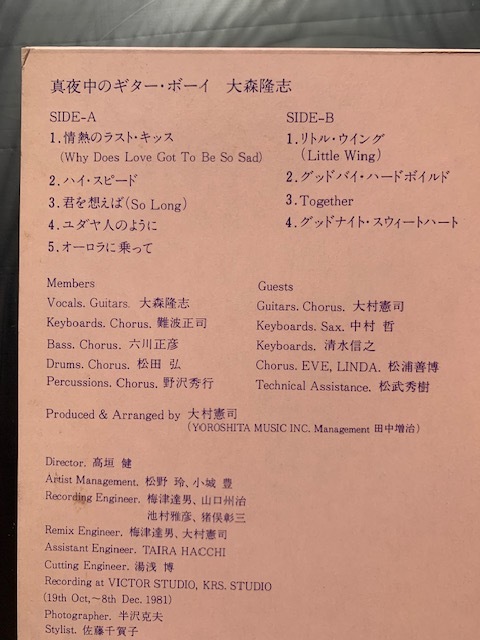 真夜中のギター・ボーイ 大森隆志
SIDE-A
1.情熱のラスト・キッス
(Why Does Love Got To Be So Sad)
2.ハイ・スピード
3.君を想えば(So Long)
4.ユダヤ人のように
5.オーロラに乗って
SIDE-B
1.リトル・ウイング
(Little Wing)
2.グッドバイ・ハードボイルド
3.Together
4.グッドナイト・スウィートハート
Members
Vocals. Guitars. 大森隆志
Keyboards. Chorus. 難波正司
Bass. Chorus. 六川正彦
Drums. Chorus. 松田 弘
Percussions. Chorus. 野沢秀行
Guests
Guitars. Chorus. 大村憲司
Keyboards. Sax. 中村 哲
Keyboards. 清水信之
Chorus. EVE, LINDA. 松浦善博
Technical Assistance. 松武秀樹
Produced & Arranged by 大村憲司
(YOROSHITA MUSIC INC. Management 田中増治)
Director. 高垣 健
Artist Management. 松野 玲、小城 豊
Recording Engineer. 梅津達男、山口州治
池村雅彦、猪俣彰三
Remix Engineer. 梅津達男、大村憲司
Assistant Engineer. TAIRA HACCHI
Cutting Engineer. 湯浅 博
Recording at VICTOR STUDIO, KRS. STUDIO
(19th Oct,~8th Dec. 1981)
Photographer. 半沢克夫
Stylist. 佐藤千賀子